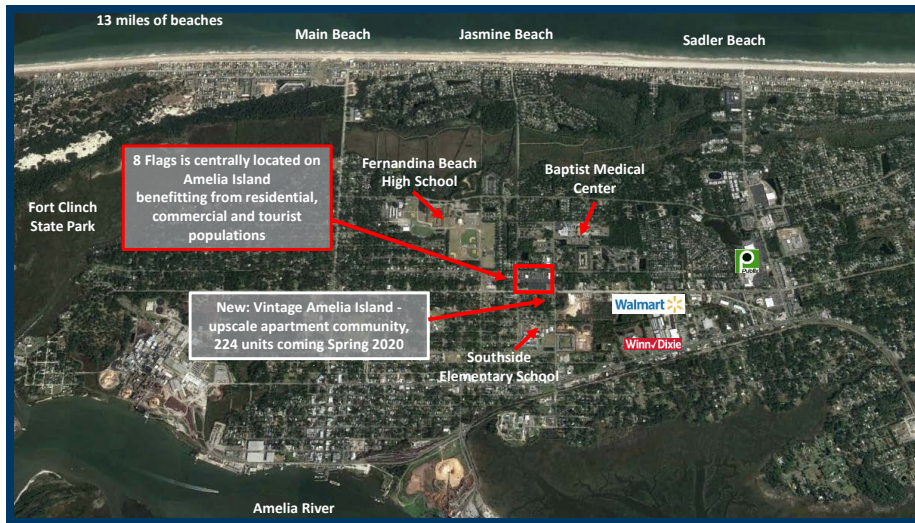 13 miles of beaches
Main Beach
Jasmine Beach
Sadler Beach
8 Flags is centrally located on
Amelia Island
benefitting from residential,
commercial and tourist
populations
Fernandina Beach
High School
Baptist Medical
Center
Fort Clinch
State Park
Publix
New: Vintage Amelia Island -
upscale apartment community,
224 units coming Spring 2020
Walmart
Winn Dixie
Southside
Elementary School
Amelia River